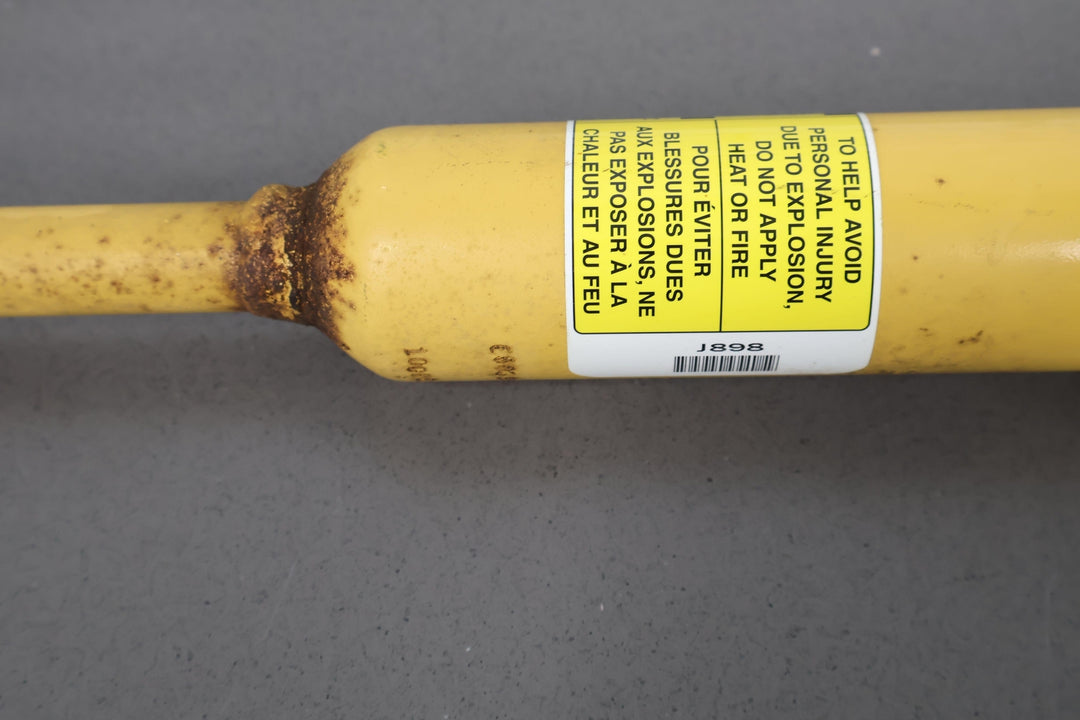 TO HELP AVOID
PERSONAL INJURY
DUE TO EXPLOSION,
DO NOT APPLY
HEAT OR FIRE
POUR ÉVITER
BLESSURES DUES
AUX EXPLOSIONS, NE
PAS EXPOSER À LA
CHALEUR ET AU FEU
J898